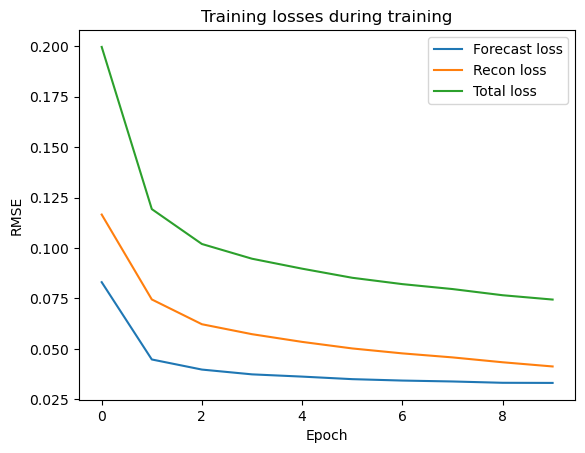 Training losses during training
0.200
0.175
0.150
0.125
0.100
0.075
0.050
0.025
RMSE
Forecast loss
Recon loss
Total loss
0 2 4 6 8
Epoch